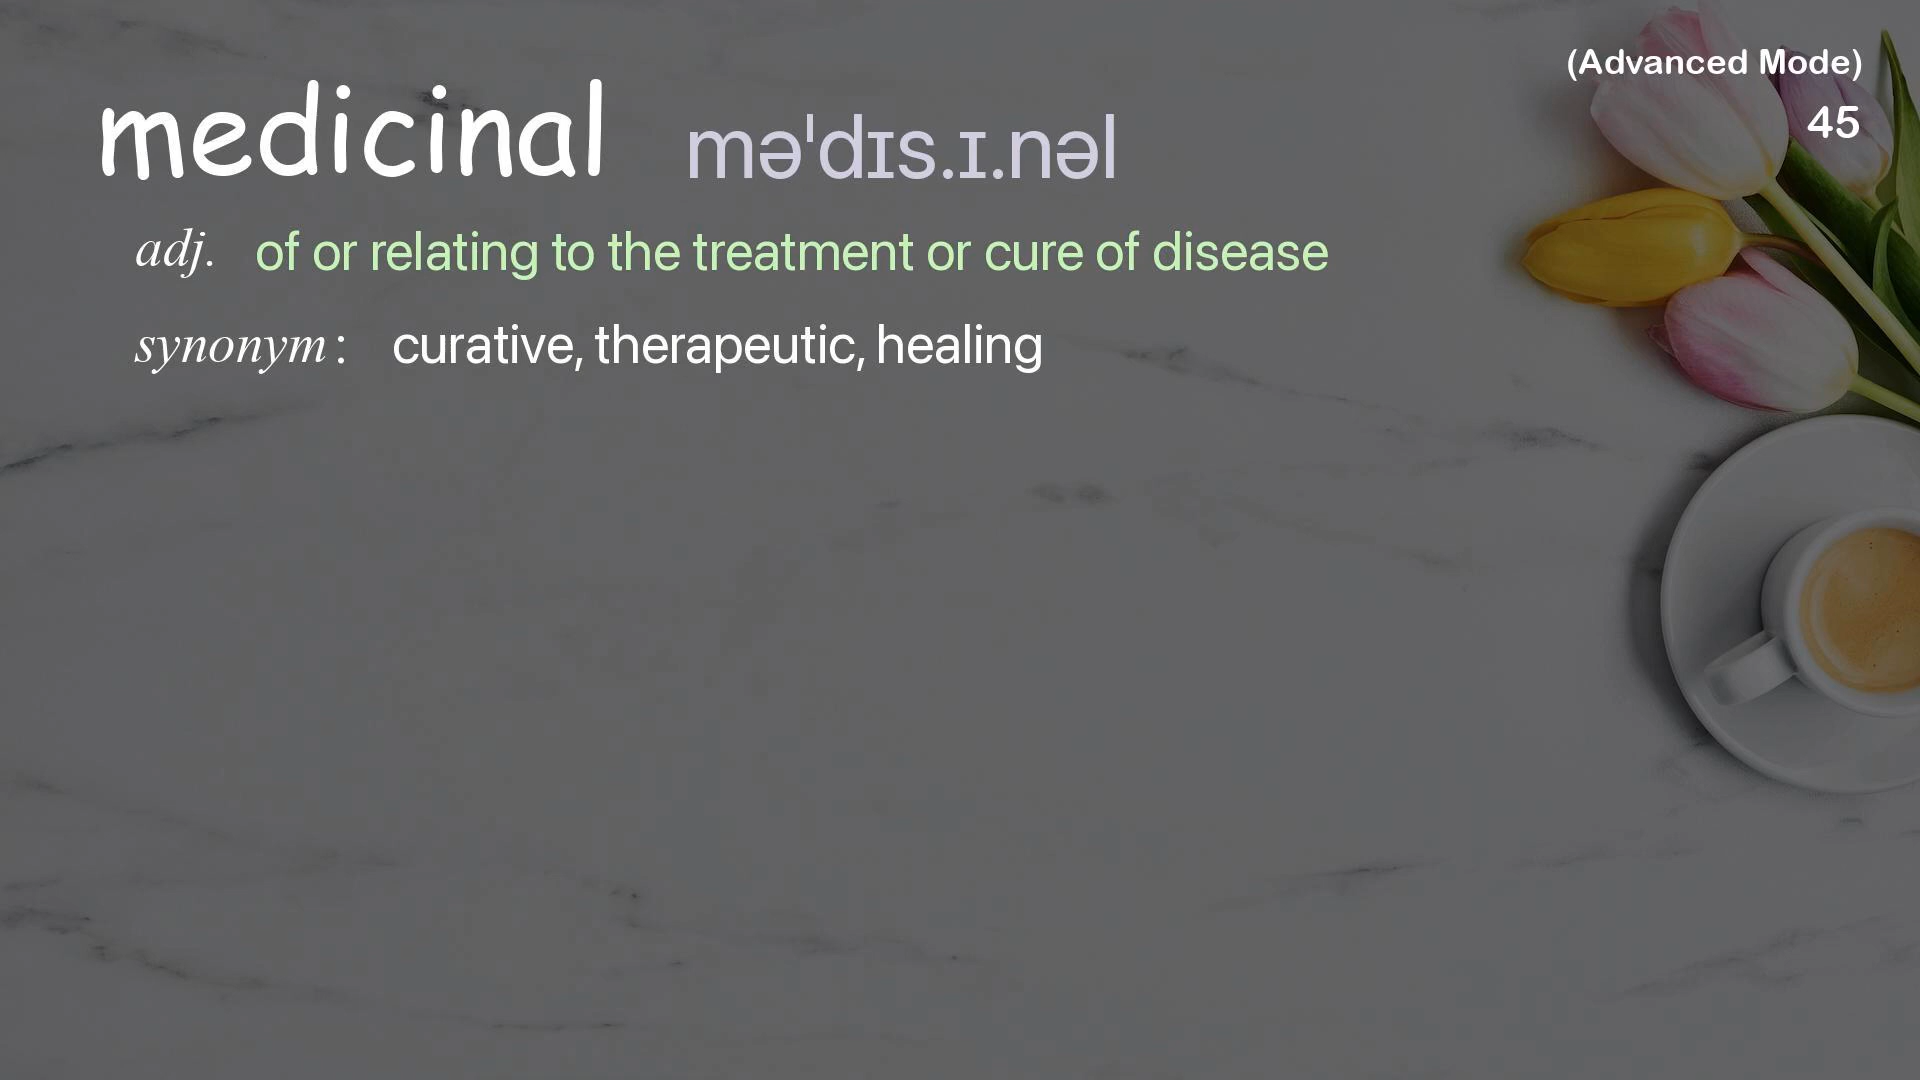 (Advanced Mode)
45
medicinal məˈdɪs.ɪ.nəl
adj. of or relating to the treatment or cure of disease
synonym: curative, therapeutic, healing